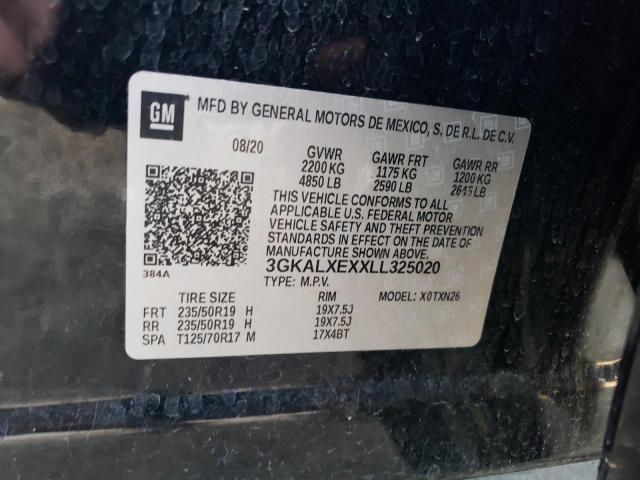 GM
MFD BY GENERAL MOTORS DE MEXICO, S. DE R.L. DE C.V.
08/20 GVWR GAWR FRT GAWR RR
2200 KG 1175 KG 1200 KG
4850 LB 2590 LB 2645 LB
THIS VEHICLE CONFORMS TO ALL
APPLICABLE U.S. FEDERAL MOTOR
VEHICLE SAFETY AND THEFT
STANDARDS IN EFFECT ON DATE OF
MANUFACTURE SHOWN ABOVE.
384A
3GKALXEXXLL325020
TYPE: M.P.V. MODEL: X0TXN26
TIRE SIZE RIM
FRT 235/50R19 H 19X7.5J
RR 235/50R19 H 19X7.5J
SPA T125/70R17 M 17X4BT